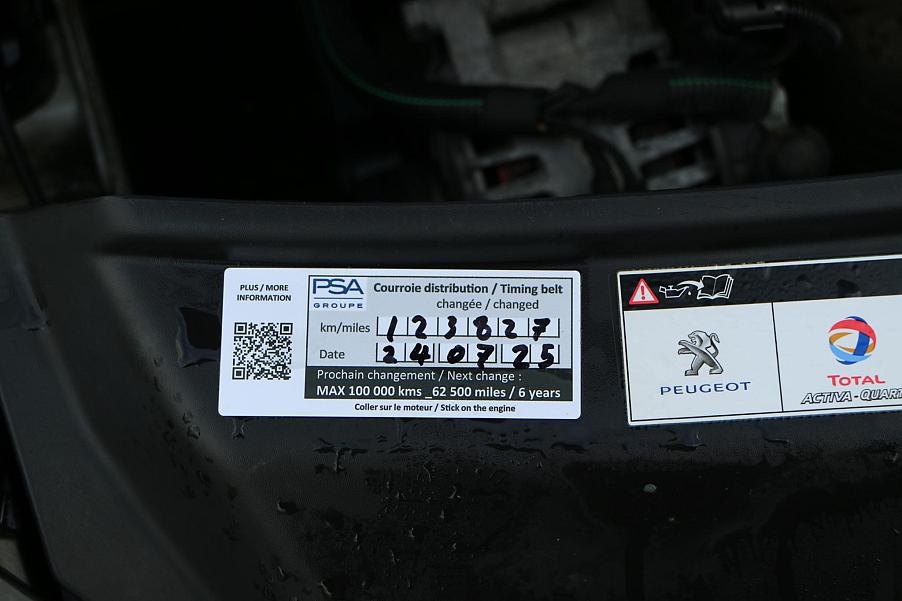 PLUS / MORE
INFORMATION
PSA
GROUPE
Courroie distribution / Timing belt
changée / changed
km/miles 123827
Date 240725
Prochain changement / Next change :
MAX 100 000 kms _62 500 miles / 6 years
Coller sur le moteur / Stick on the engine
PEUGEOT
TOTAL
ACTIVA - QUART